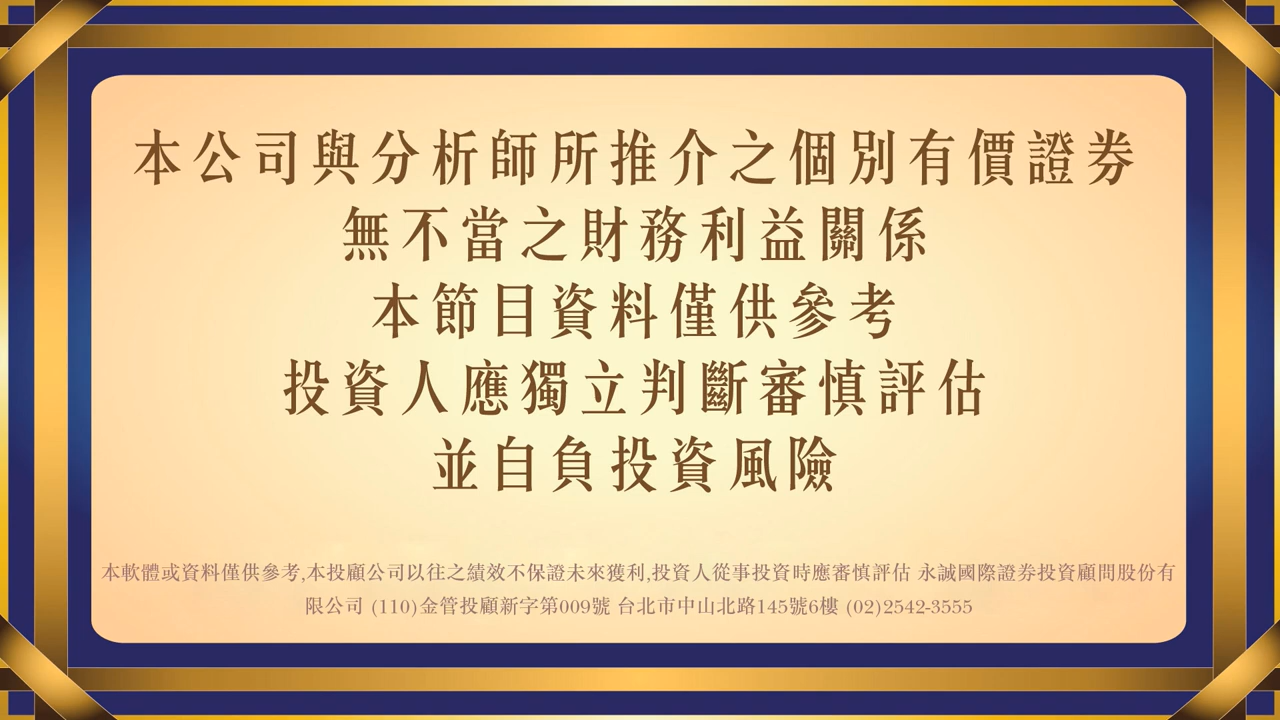 本公司與分析師所推介之個別有價證券
無不當之財務利益關係
本節目資料僅供參考
投資人應獨立判斷審慎評估
並自負投資風險
本軟體或資料僅供參考,本投顧公司以往之績效不保證未來獲利,投資人從事投資時應審慎評估 永誠國際證券投資顧問股份有
限公司 (110)金管投顧新字第009號 台北市中山北路145號6樓 (02)2542-3555